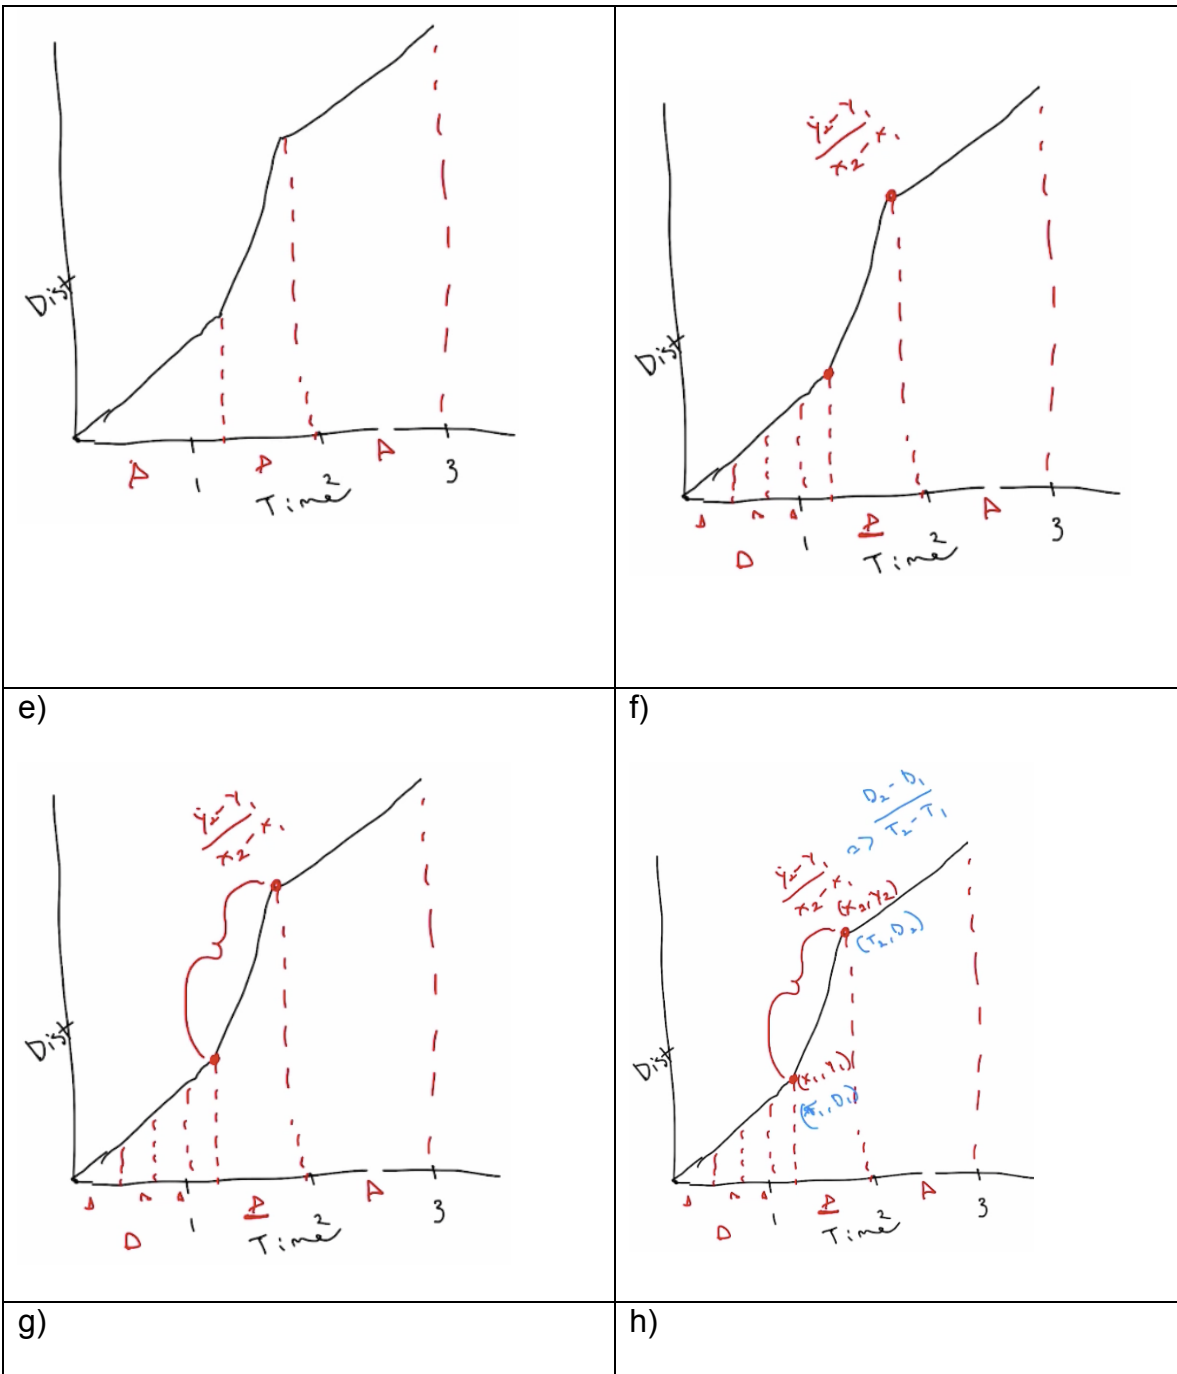 Dist
1
2
3
Time
Y₂-Y₁
X₂-X₁
Dist
D
1
2
3
Time
e)
Y₂-Y₁
X₂-X₁
Dist
D
1
2
3
Time
f)
D₂-D₁
=> T₂-T₁
Y₂-Y₁
X₂-X₁
(X₂,Y₂)
(T₂,D₂)
(X₁,Y₁)
(T₁,D₁)
Dist
D
1
2
3
Time
g)
h)